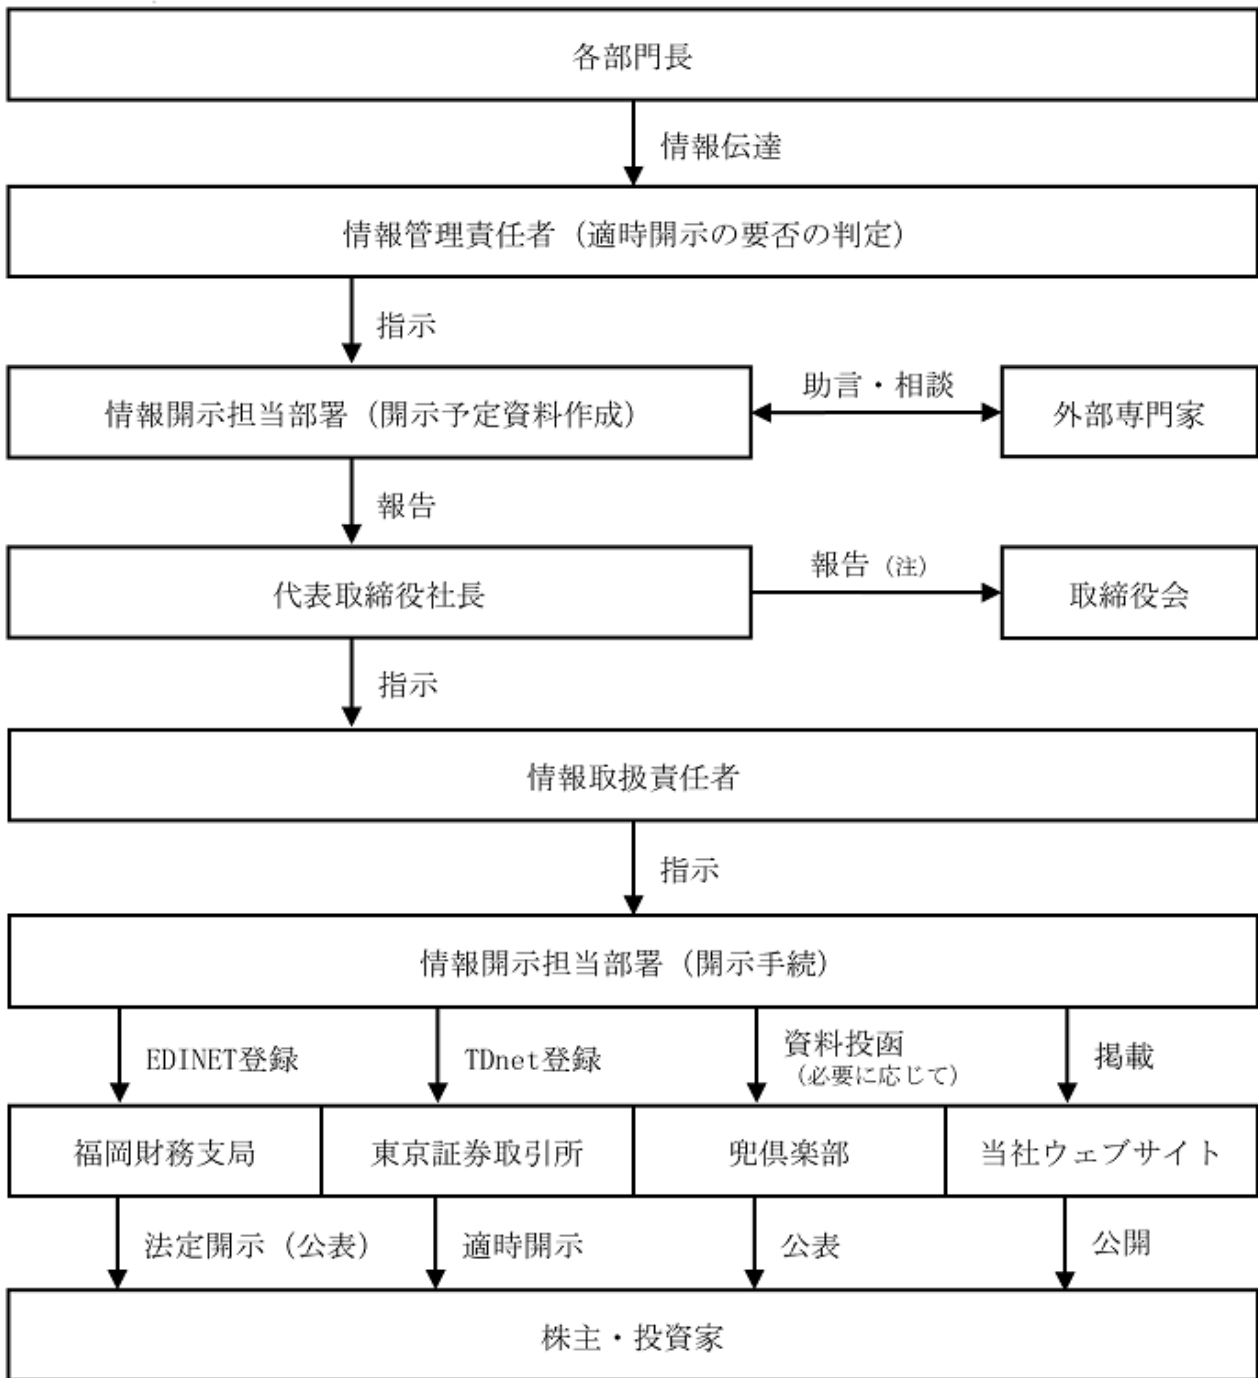 各部門長
情報伝達
情報管理責任者（適時開示の要否の判定）
指示
助言・相談
情報開示担当部署（開示予定資料作成）
外部専門家
報告
報告（注）
代表取締役社長
取締役会
指示
情報取扱責任者
指示
情報開示担当部署（開示手続）
EDINET登録
TDnet登録
資料投函
（必要に応じて）
掲載
福岡財務支局
東京証券取引所
兜倶楽部
当社ウェブサイト
法定開示（公表）
適時開示
公表
公開
株主・投資家